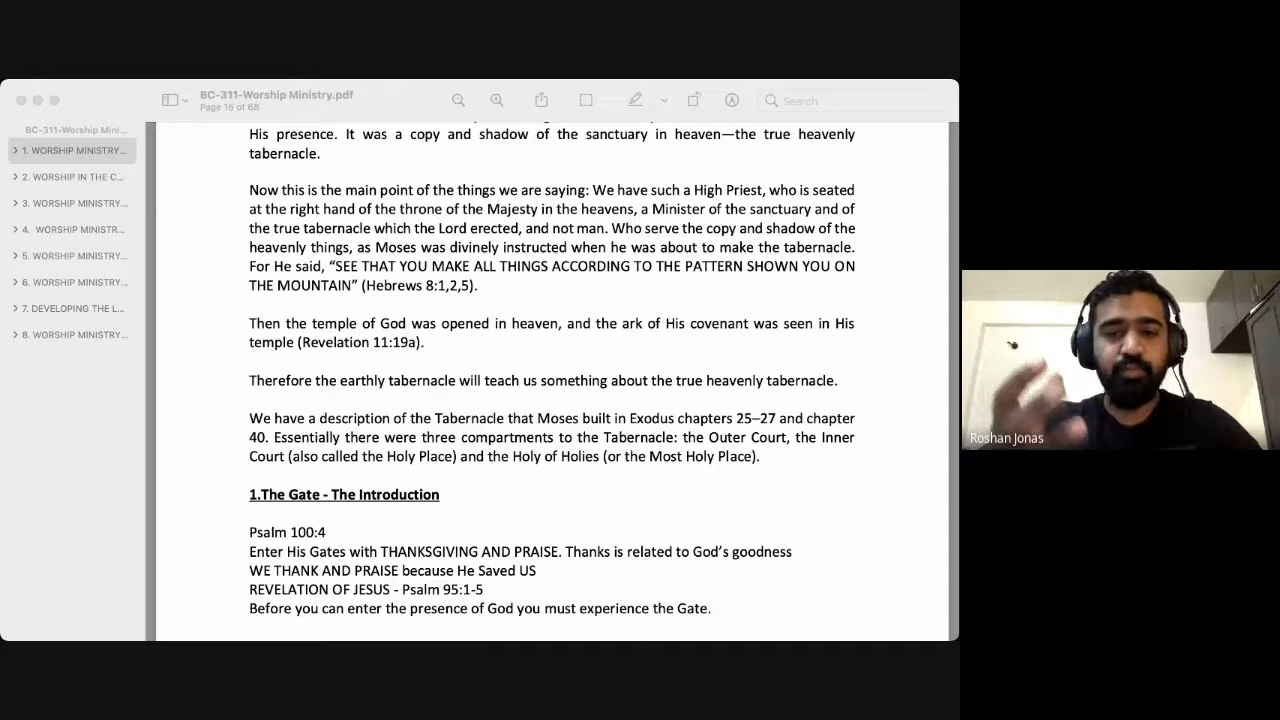 BC-311-Worship Ministry.pdf
Page 16 of 68
Search
BC-311-Worship Mini...
1. WORSHIP MINISTRY...
2. WORSHIP IN THE C...
3. WORSHIP MINISTRY...
4. WORSHIP MINISTR...
5. WORSHIP MINISTRY...
6. WORSHIP MINISTRY...
7. DEVELOPING THE L...
8. WORSHIP MINISTRY...
His presence. It was a copy and shadow of the sanctuary in heaven—the true heavenly
tabernacle.
Now this is the main point of the things we are saying: We have such a High Priest, who is seated
at the right hand of the throne of the Majesty in the heavens, a Minister of the sanctuary and of
the true tabernacle which the Lord erected, and not man. Who serve the copy and shadow of the
heavenly things, as Moses was divinely instructed when he was about to make the tabernacle.
For He said, “SEE THAT YOU MAKE ALL THINGS ACCORDING TO THE PATTERN SHOWN YOU ON
THE MOUNTAIN” (Hebrews 8:1,2,5).
Then the temple of God was opened in heaven, and the ark of His covenant was seen in His
temple (Revelation 11:19a).
Therefore the earthly tabernacle will teach us something about the true heavenly tabernacle.
We have a description of the Tabernacle that Moses built in Exodus chapters 25–27 and chapter
40. Essentially there were three compartments to the Tabernacle: the Outer Court, the Inner
Court (also called the Holy Place) and the Holy of Holies (or the Most Holy Place).
1.The Gate - The Introduction
Psalm 100:4
Enter His Gates with THANKSGIVING AND PRAISE. Thanks is related to God’s goodness
WE THANK AND PRAISE because He Saved US
REVELATION OF JESUS - Psalm 95:1-5
Before you can enter the presence of God you must experience the Gate.
Roshan Jonas